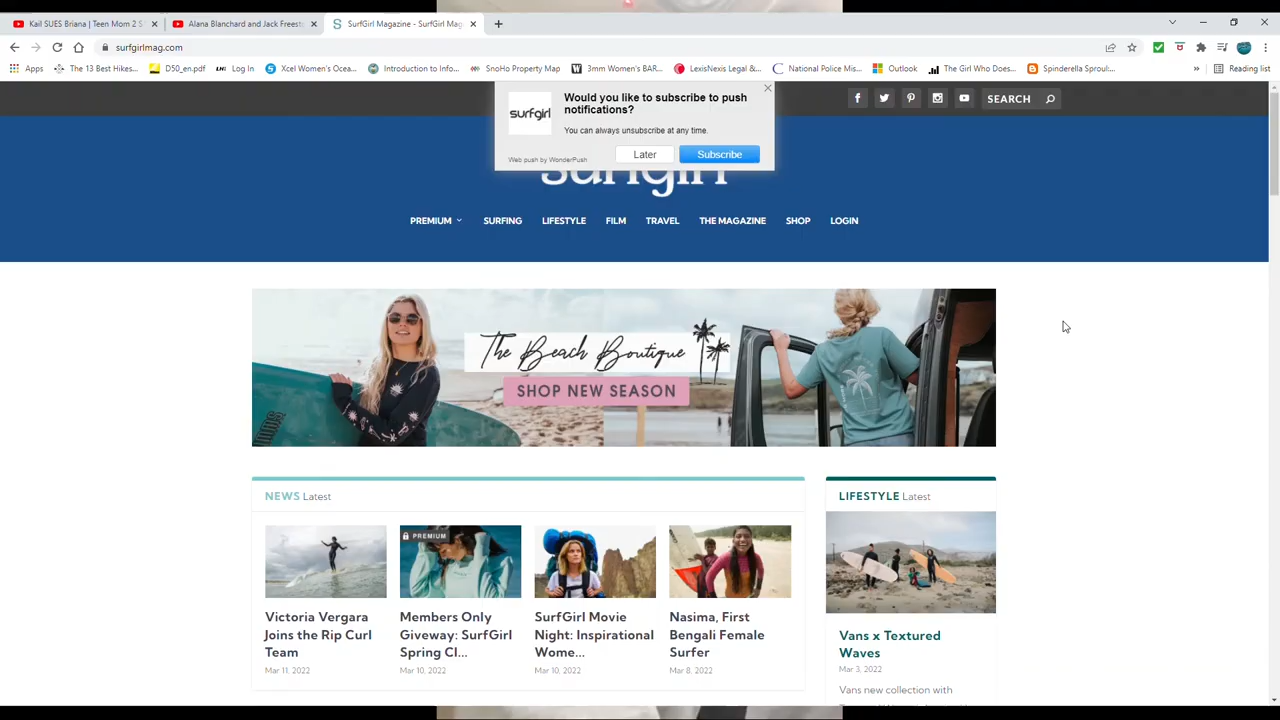 Kail SUES Briana | Teen Mom 2 S
Alana Blanchard and Jack Freeste
SurfGirl Magazine - SurfGirl Mag
surfgirlmag.com
Apps
The 13 Best Hikes...
D50_en.pdf
Log In
Xcel Women's Ocea...
Introduction to Info...
SnoHo Property Map
3mm Women's BAR...
LexisNexis Legal &...
National Police Mis...
Outlook
The Girl Who Does...
Spinderella Sproul:...
»
Reading list
surfgirl
Would you like to subscribe to push
notifications?
You can always unsubscribe at any time.
Web push by WonderPush
Later
Subscribe
SEARCH
surfgirl
PREMIUM
SURFING
LIFESTYLE
FILM
TRAVEL
THE MAGAZINE
SHOP
LOGIN
The Beach Boutique
SHOP NEW SEASON
NEWS Latest
PREMIUM
Victoria Vergara
Joins the Rip Curl
Team
Mar 11, 2022
Members Only
Giveway: SurfGirl
Spring Cl...
Mar 10, 2022
SurfGirl Movie
Night: Inspirational
Wome...
Mar 10, 2022
Nasima, First
Bengali Female
Surfer
Mar 8, 2022
LIFESTYLE Latest
Vans x Textured
Waves
Mar 3, 2022
Vans new collection with